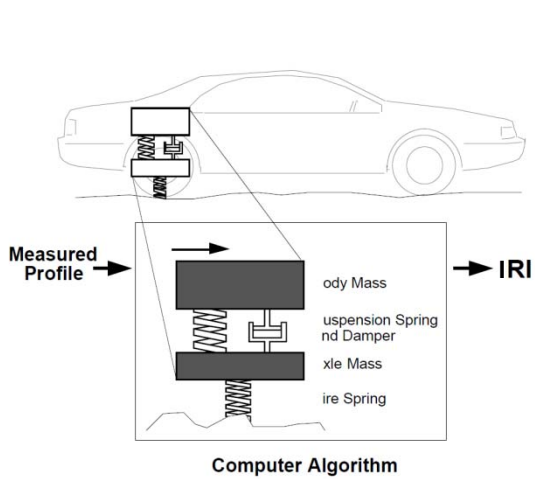 Measured
Profile
IRI
ody Mass
uspension Spring
nd Damper
xle Mass
ire Spring
Computer Algorithm